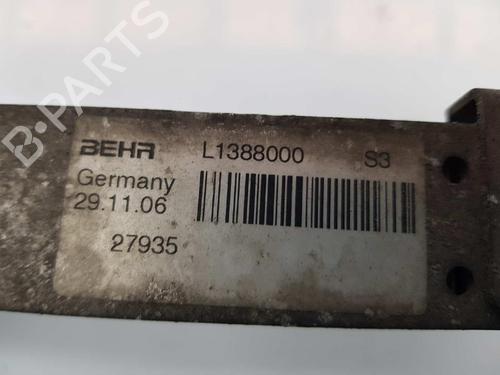 BEHR L1388000 S3
Germany
29.11.06
27935
B-PARTS